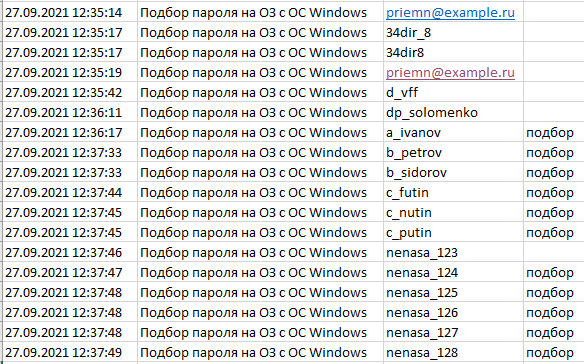 27.09.2021 12:35:14 Подбор пароля на ОЗ с ОС Windows priemn@example.ru
27.09.2021 12:35:17 Подбор пароля на ОЗ с ОС Windows 34dir_8
27.09.2021 12:35:17 Подбор пароля на ОЗ с ОС Windows 34dir8
27.09.2021 12:35:19 Подбор пароля на ОЗ с ОС Windows priemn@example.ru
27.09.2021 12:35:42 Подбор пароля на ОЗ с ОС Windows d_vff
27.09.2021 12:36:11 Подбор пароля на ОЗ с ОС Windows dp_solomenko
27.09.2021 12:36:17 Подбор пароля на ОЗ с ОС Windows a_ivanov подбор
27.09.2021 12:37:33 Подбор пароля на ОЗ с ОС Windows b_petrov подбор
27.09.2021 12:37:33 Подбор пароля на ОЗ с ОС Windows b_sidorov подбор
27.09.2021 12:37:44 Подбор пароля на ОЗ с ОС Windows c_futin подбор
27.09.2021 12:37:45 Подбор пароля на ОЗ с ОС Windows c_nutin подбор
27.09.2021 12:37:45 Подбор пароля на ОЗ с ОС Windows c_putin подбор
27.09.2021 12:37:46 Подбор пароля на ОЗ с ОС Windows nenasa_123
27.09.2021 12:37:47 Подбор пароля на ОЗ с ОС Windows nenasa_124 подбор
27.09.2021 12:37:48 Подбор пароля на ОЗ с ОС Windows nenasa_125 подбор
27.09.2021 12:37:48 Подбор пароля на ОЗ с ОС Windows nenasa_126 подбор
27.09.2021 12:37:48 Подбор пароля на ОЗ с ОС Windows nenasa_127 подбор
27.09.2021 12:37:49 Подбор пароля на ОЗ с ОС Windows nenasa_128 подбор